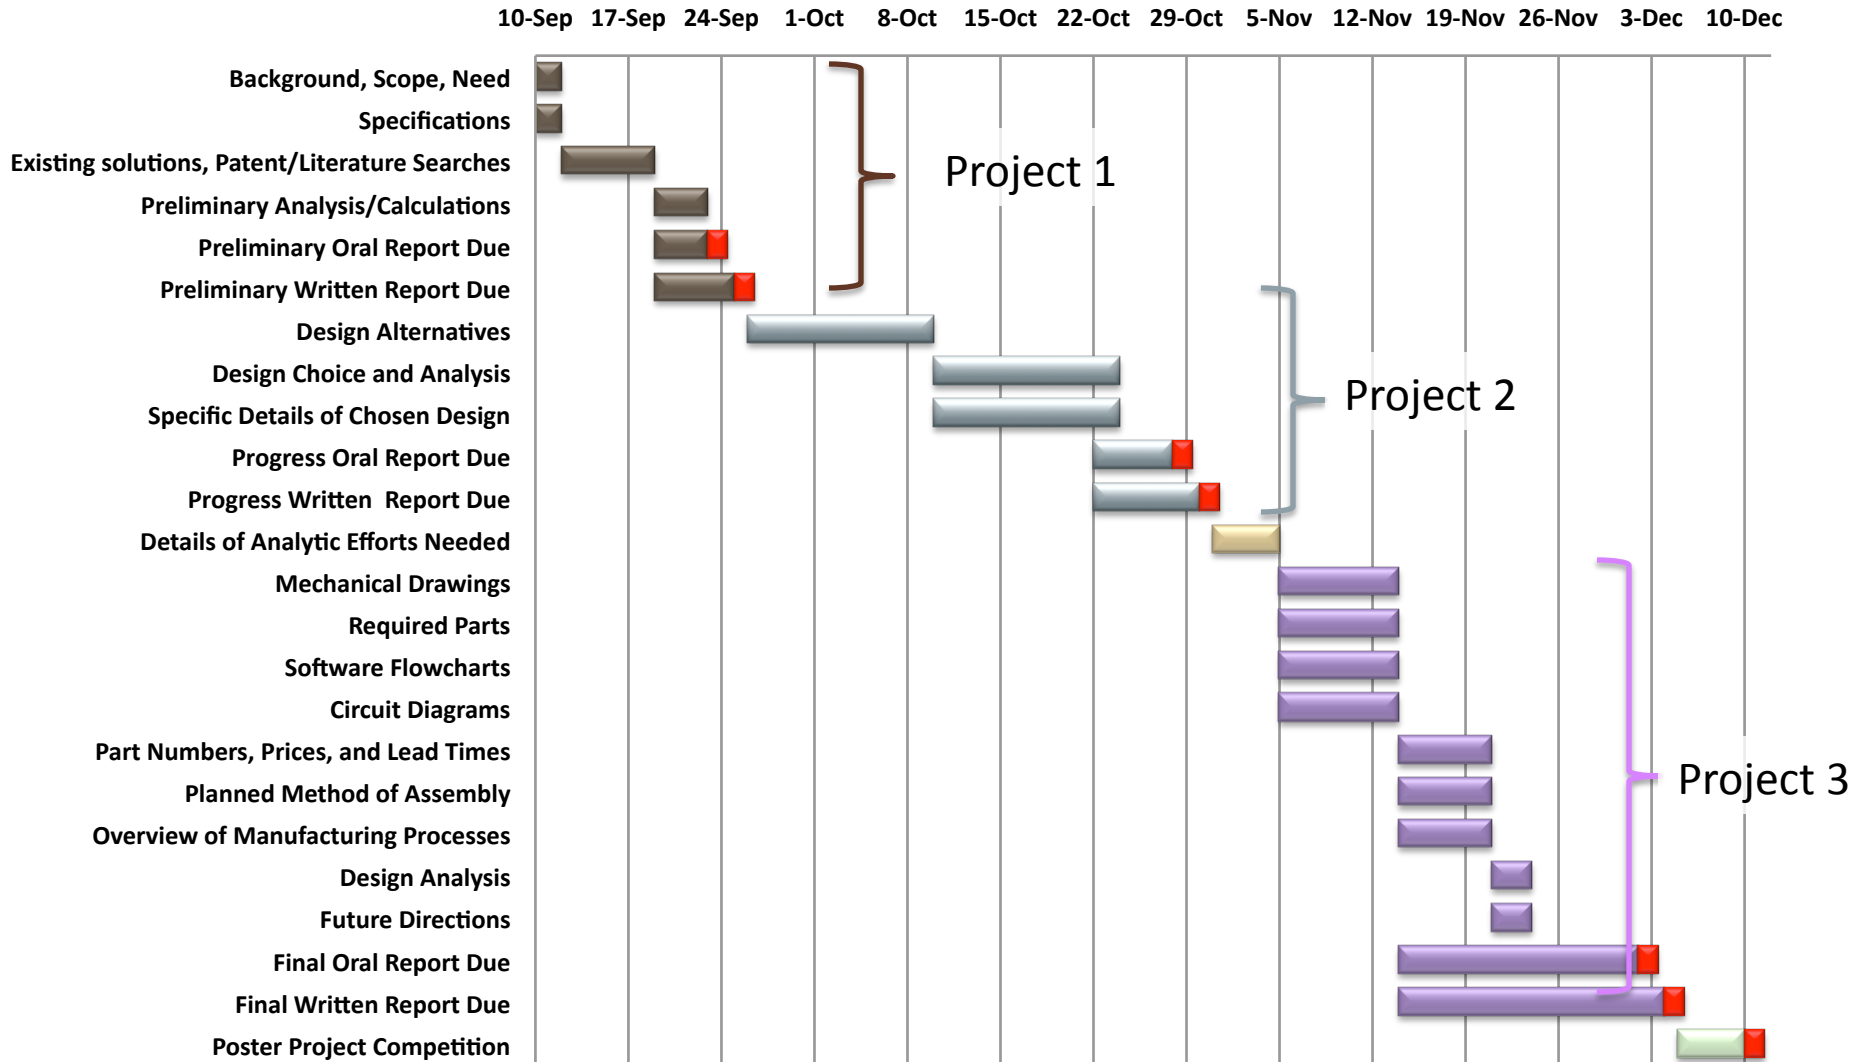 10-Sep 17-Sep 24-Sep 1-Oct 8-Oct 15-Oct 22-Oct 29-Oct 5-Nov 12-Nov 19-Nov 26-Nov 3-Dec 10-Dec
Background, Scope, Need
Specifications
Existing solutions, Patent/Literature Searches
Project 1
Preliminary Analysis/Calculations
Preliminary Oral Report Due
Preliminary Written Report Due
Design Alternatives
Design Choice and Analysis
Project 2
Specific Details of Chosen Design
Progress Oral Report Due
Progress Written  Report Due
Details of Analytic Efforts Needed
Mechanical Drawings
Required Parts
Software Flowcharts
Circuit Diagrams
Part Numbers, Prices, and Lead Times
Project 3
Planned Method of Assembly
Overview of Manufacturing Processes
Design Analysis
Future Directions
Final Oral Report Due
Final Written Report Due
Poster Project Competition